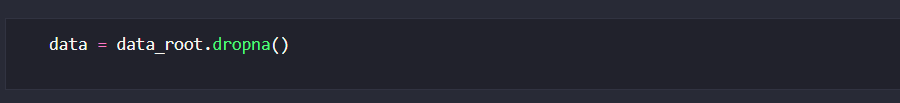 data = data_root.dropna()